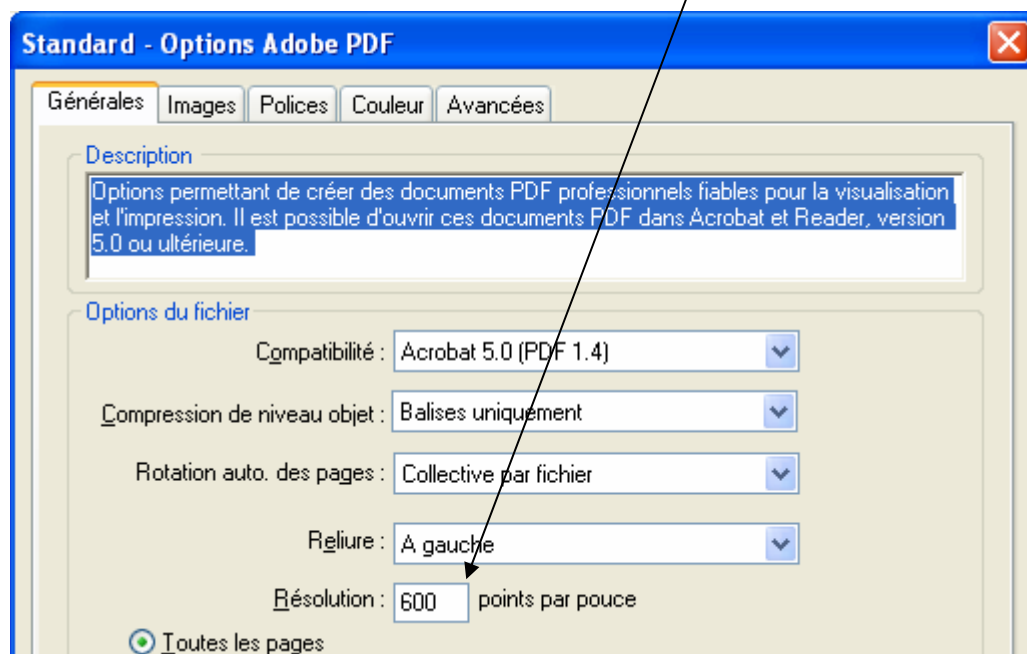 Standard - Options Adobe PDF
Générales Images Polices Couleur Avancées
Description
Options permettant de créer des documents PDF professionnels fiables pour la visualisation
et l'impression. Il est possible d'ouvrir ces documents PDF dans Acrobat et Reader, version
5.0 ou ultérieure.
Options du fichier
Compatibilité : Acrobat 5.0 (PDF 1.4)
Compression de niveau objet : Balises uniquement
Rotation auto. des pages : Collective par fichier
Reliure : A gauche
Résolution : 600 points par pouce
Toutes les pages